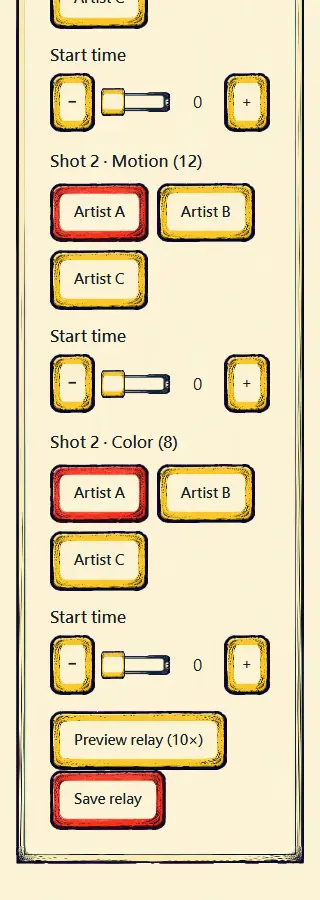 Artist C
Start time
− 0 +
Shot 2 · Motion (12)
Artist A Artist B
Artist C
Start time
− 0 +
Shot 2 · Color (8)
Artist A Artist B
Artist C
Start time
− 0 +
Preview relay (10×)
Save relay